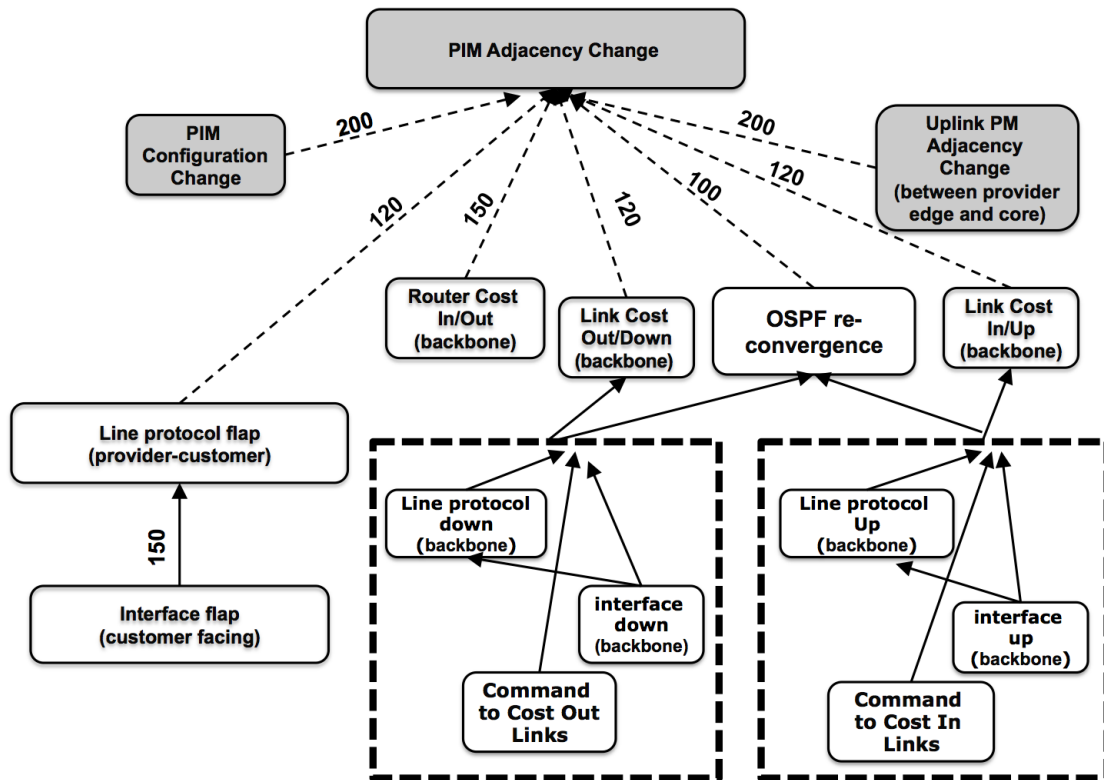 PIM Adjacency Change
PIM
Configuration
Change
200
200
Uplink PM
Adjacency
Change
(between provider
edge and core)
120
150
120
100
120
Router Cost
In/Out
(backbone)
Link Cost
Out/Down
(backbone)
OSPF re-
convergence
Link Cost
In/Up
(backbone)
Line protocol flap
(provider-customer)
150
Interface flap
(customer facing)
Line protocol
down
(backbone)
interface
down
(backbone)
Command
to Cost Out
Links
Line protocol
Up
(backbone)
interface
up
(backbone)
Command
to Cost In
Links